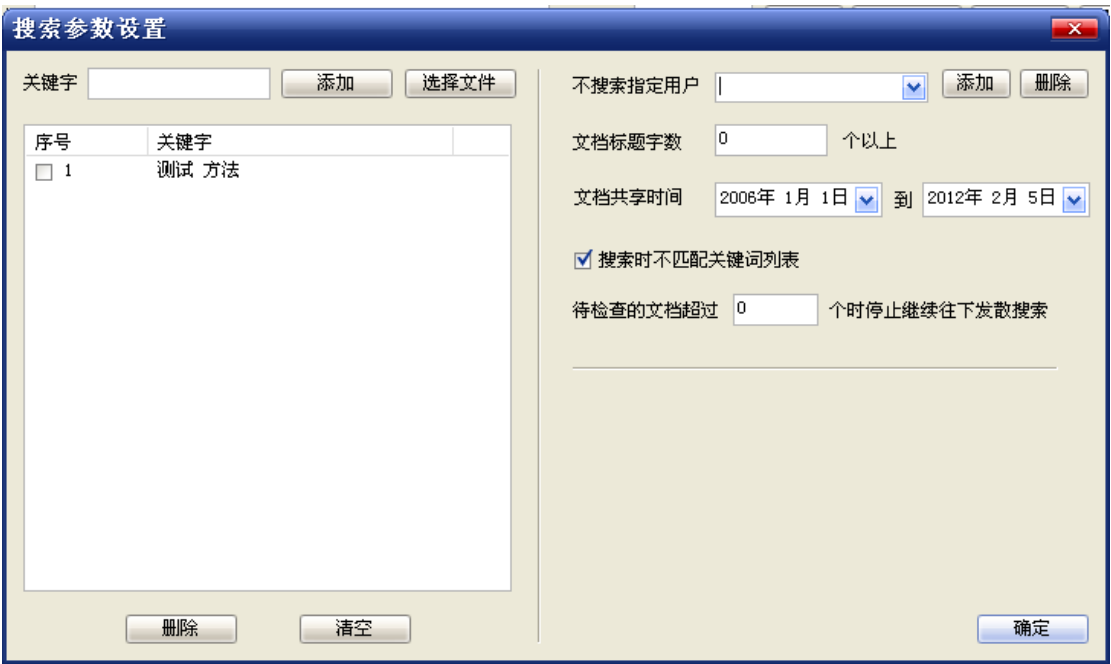 搜索参数设置
关键字 添加 选择文件
序号 关键字
1 测试 方法
删除 清空
不搜索指定用户 添加 删除
文档标题字数 0 个以上
文档共享时间 2006年 1月 1日 到 2012年 2月 5日
搜索时不匹配关键词列表
待检查的文档超过 0 个时停止继续往下发散搜索
确定